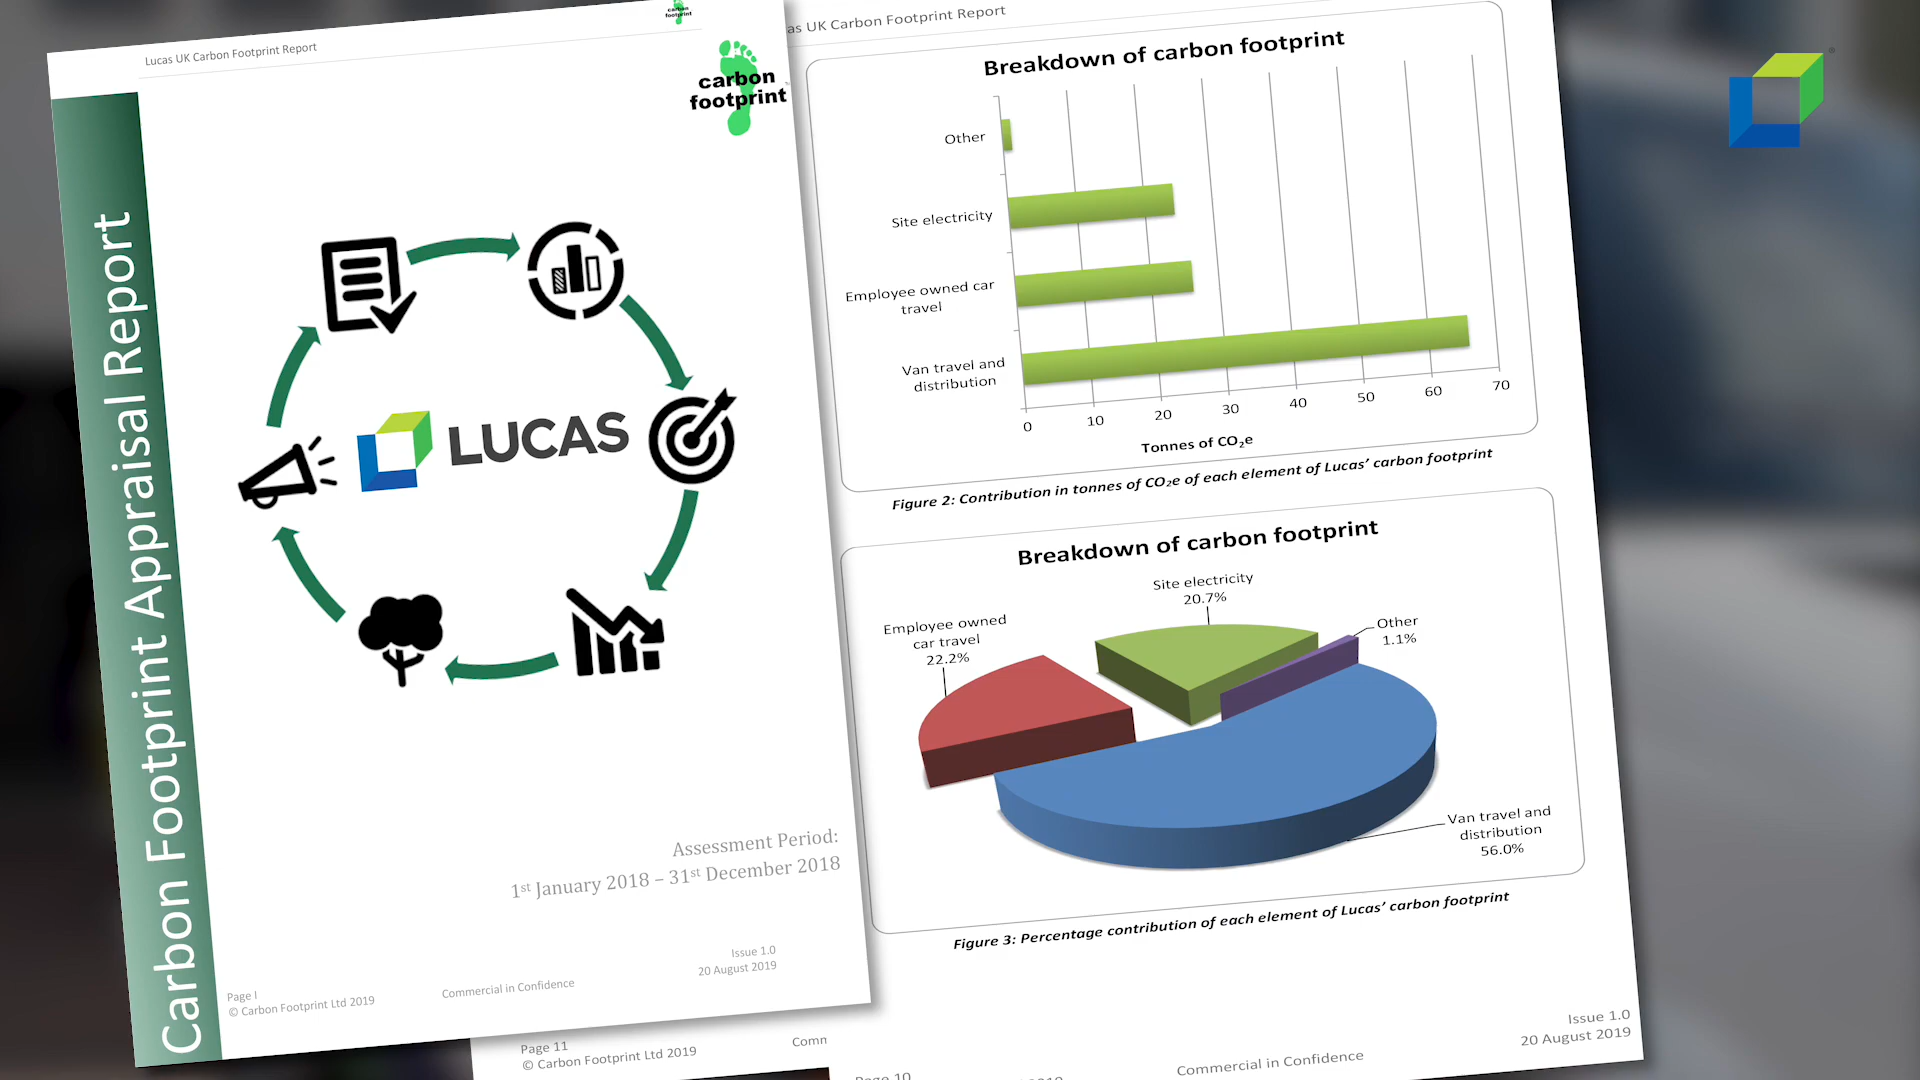 Lucas UK Carbon Footprint Report
carbon
footprint
carbon
footprint
Carbon Footprint Appraisal Report
LUCAS
Assessment Period:
1st January 2018 – 31st December 2018
Issue 1.0
20 August 2019
Page I
© Carbon Footprint Ltd 2019
Commercial in Confidence
as UK Carbon Footprint Report
Breakdown of carbon footprint
Other
Site electricity
Employee owned car
travel
Van travel and
distribution
0 10 20 30 40 50 60 70
Tonnes of CO₂e
Figure 2: Contribution in tonnes of CO₂e of each element of Lucas’ carbon footprint
Breakdown of carbon footprint
Site electricity
20.7%
Employee owned
car travel
22.2%
Other
1.1%
Van travel and
distribution
56.0%
Figure 3: Percentage contribution of each element of Lucas’ carbon footprint
Issue 1.0
20 August 2019
Commercial in Confidence
Page 10
Page 11
© Carbon Footprint Ltd 2019
Comm